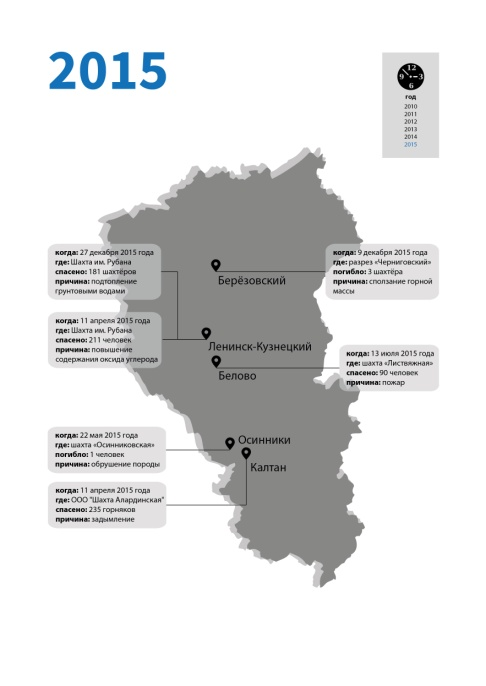 2015
12
9
3
6
год
2010
2011
2012
2013
2014
2015
когда: 27 декабря 2015 года
где: Шахта им. Рубана
спасено: 181 шахтёров
причина: подтопление
грунтовыми водами
когда: 9 декабря 2015 года
где: разрез «Черниговский»
погибло: 3 шахтёра
причина: сползание горной
массы
Берёзовский
когда: 11 апреля 2015 года
где: Шахта им. Рубана
спасено: 211 человек
причина: повышение
содержания оксида углерода
Ленинск-Кузнецкий
когда: 13 июля 2015 года
где: шахта «Листвяжная»
спасено: 90 человек
причина: пожар
Белово
когда: 22 мая 2015 года
где: шахта «Осинниковская»
погибло: 1 человек
причина: обрушение породы
Осинники
Калтан
когда: 11 апреля 2015 года
где: ООО "Шахта Алардинская"
спасено: 235 горняков
причина: задымление